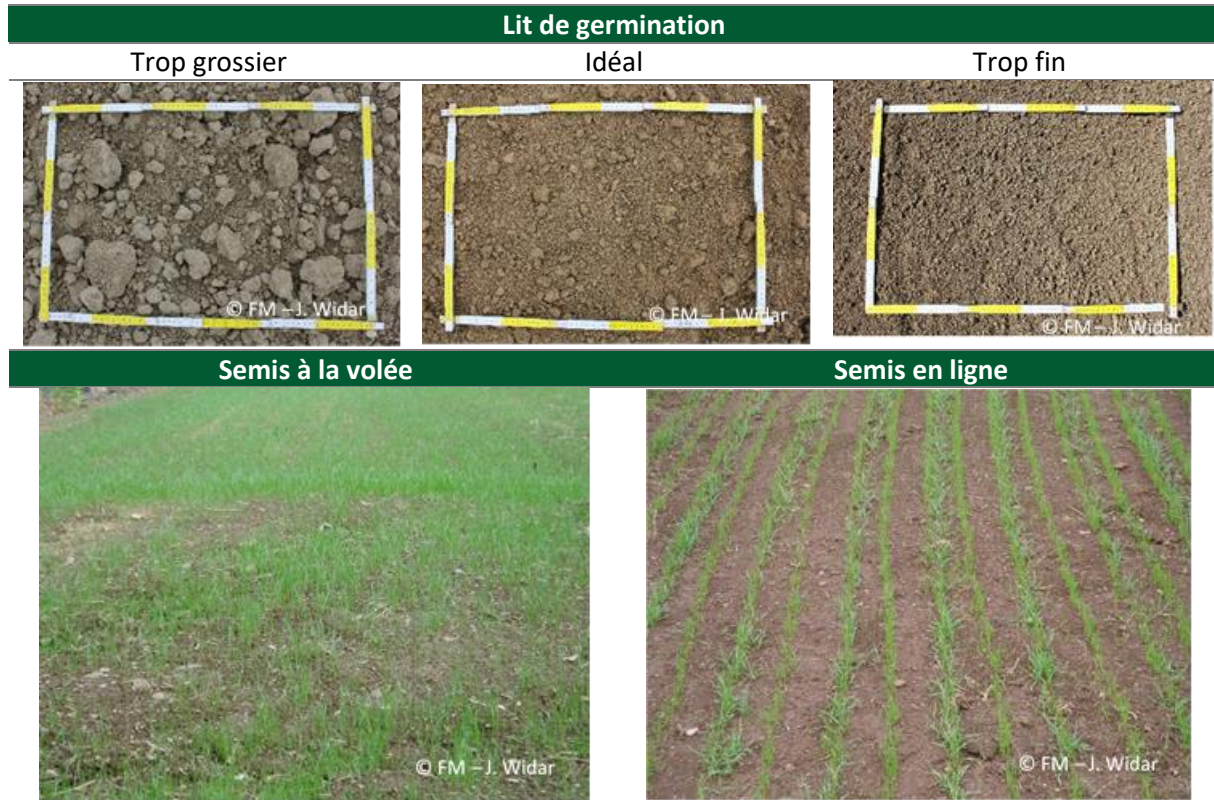 Lit de germination
Trop grossier Idéal Trop fin
© FM – J. Widar © FM – J. Widar © FM – J. Widar
Semis à la volée Semis en ligne
© FM – J. Widar © FM – J. Widar